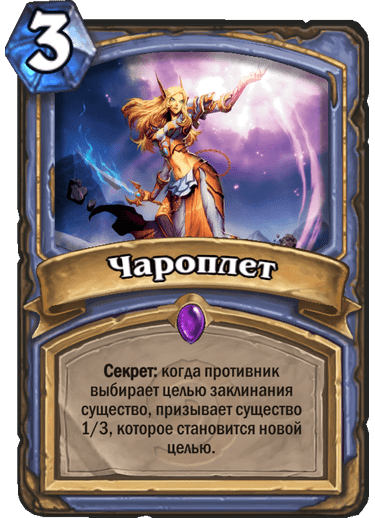 3
Чароплет
Секрет: когда противник
выбирает целью заклинания
существо, призывает существо
1/3, которое становится новой
целью.